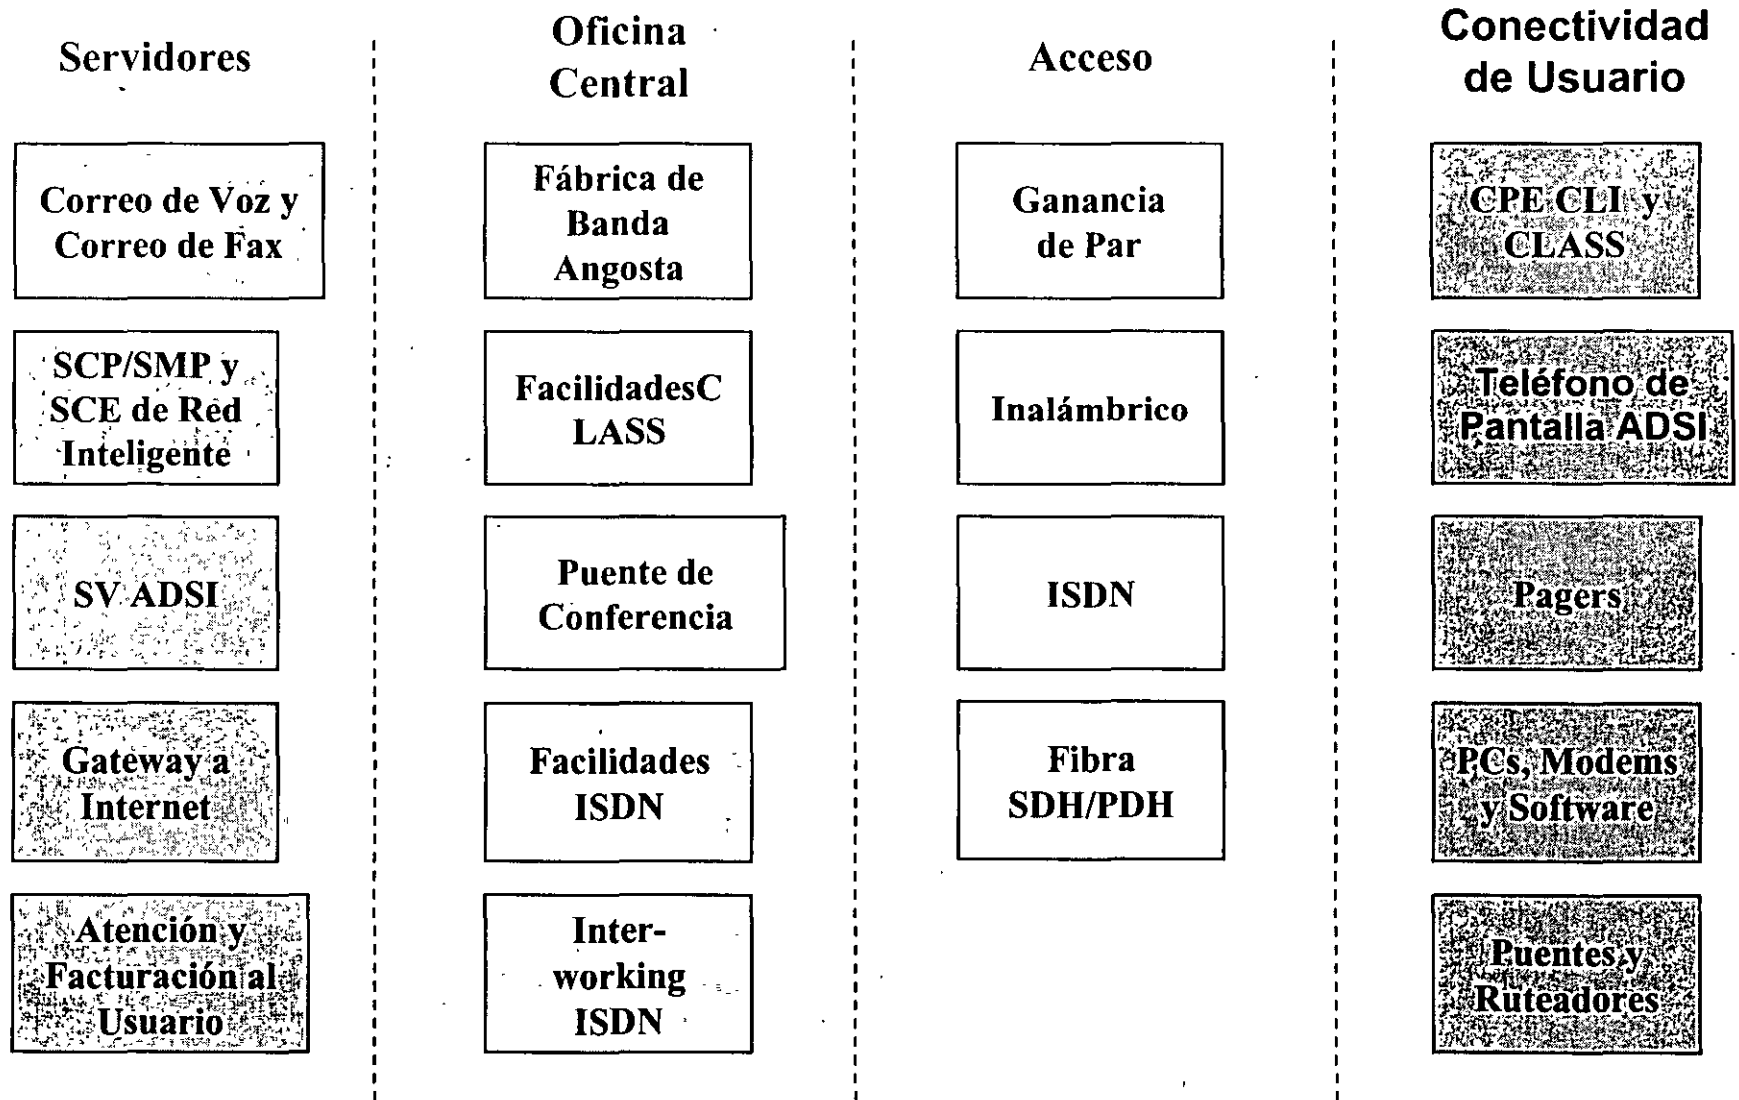 Servidores
Oficina
Central
Acceso
Conectividad
de Usuario
Correo de Voz y
Correo de Fax
SCP/SMP y
SCE de Red
Inteligente
SV ADSI
Gateway a
Internet
Atención y
Facturación al
Usuario
Fábrica de
Banda
Angosta
FacilidadesC
LASS
Puente de
Conferencia
Facilidades
ISDN
Inter-
working
ISDN
Ganancia
de Par
Inalámbrico
ISDN
Fibra
SDH/PDH
CPE CLI y
CLASS
Teléfono de
Pantalla ADSI
Pagers
PCs, Modems
y Software
Puentes y
Ruteadores